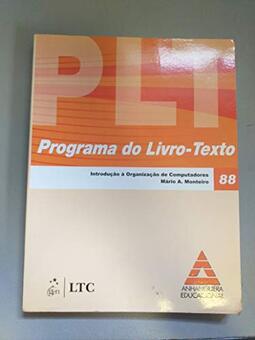 PLT
Programa do Livro-Texto
Introdução à Organização de Computadores
Mário A. Monteiro
88
LTC
ANHANGUERA
EDUCACIONAL